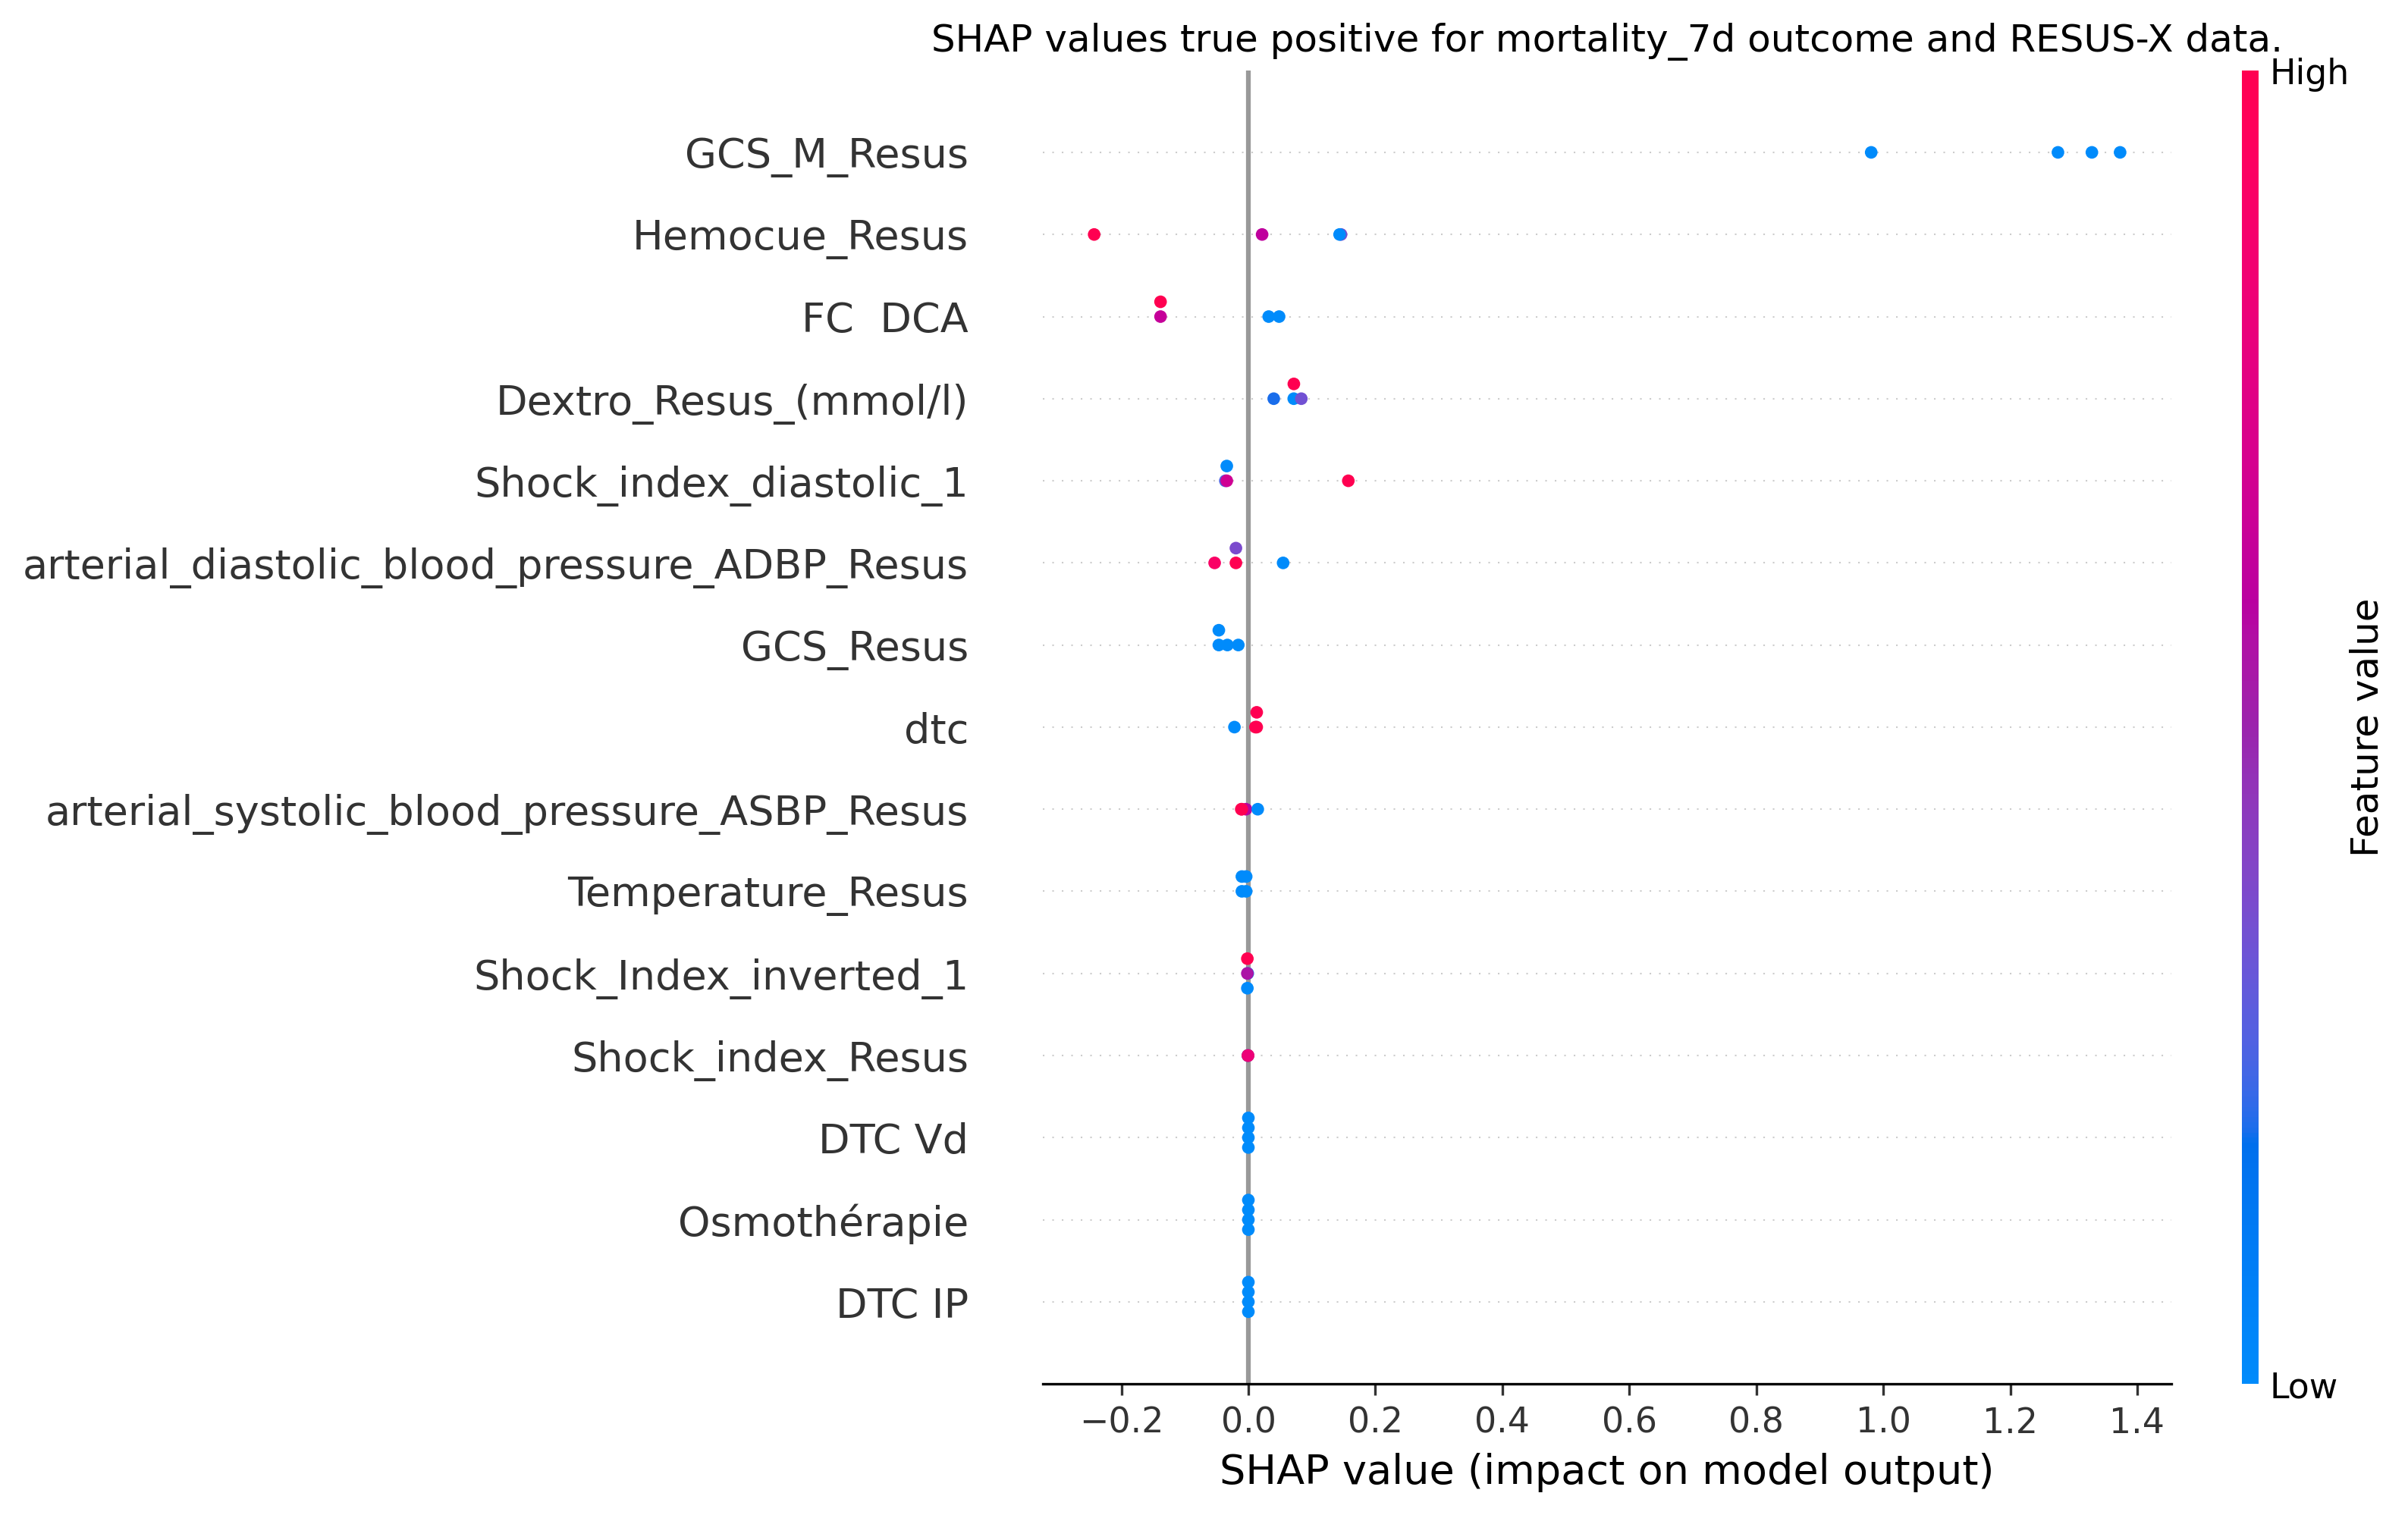 SHAP values true positive for mortality_7d outcome and RESUS-X data.
High
GCS_M_Resus
Hemocue_Resus
FC  DCA
Dextro_Resus_(mmol/l)
Shock_index_diastolic_1
arterial_diastolic_blood_pressure_ADBP_Resus
GCS_Resus
dtc
arterial_systolic_blood_pressure_ASBP_Resus
Temperature_Resus
Shock_Index_inverted_1
Shock_index_Resus
DTC Vd
Osmothérapie
DTC IP
Feature value
Low
−0.2 0.0 0.2 0.4 0.6 0.8 1.0 1.2 1.4
SHAP value (impact on model output)